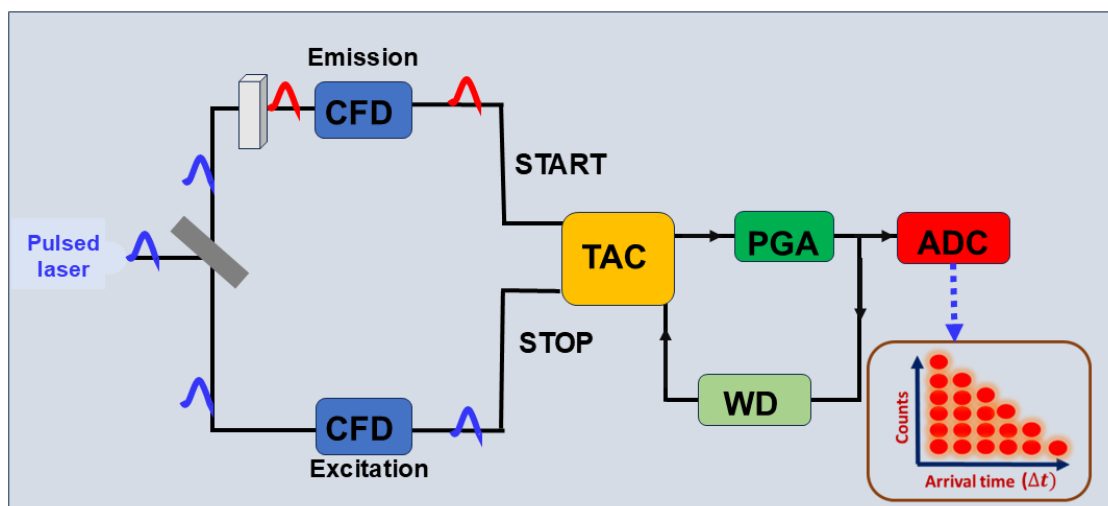 Emission
CFD
START
Pulsed
laser
TAC
PGA
ADC
STOP
WD
CFD
Excitation
Counts
Arrival time (Δt)